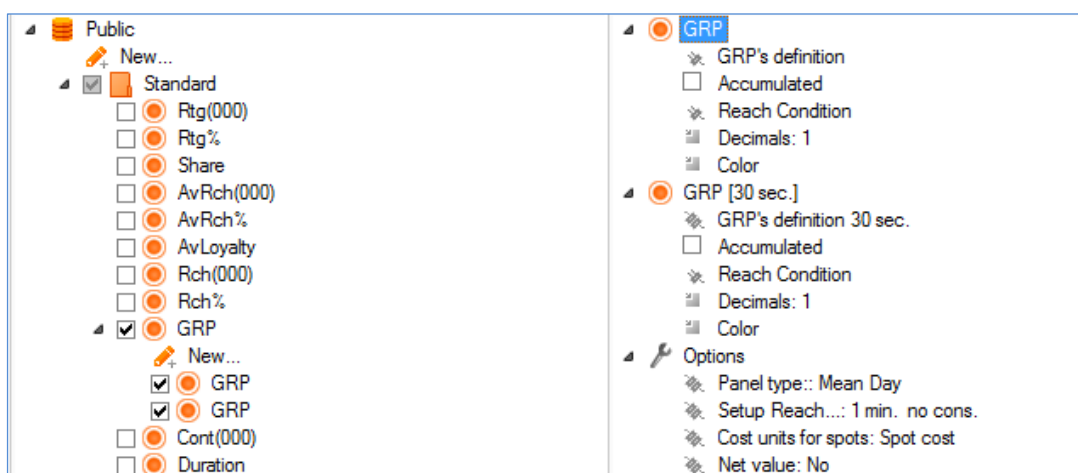 Public
New...
Standard
Rtg(000)
Rtg%
Share
AvRch(000)
AvRch%
AvLoyalty
Rch(000)
Rch%
GRP
New...
GRP
GRP
Cont(000)
Duration
GRP
GRP's definition
Accumulated
Reach Condition
Decimals: 1
Color
GRP [30 sec.]
GRP's definition 30 sec.
Accumulated
Reach Condition
Decimals: 1
Color
Options
Panel type:: Mean Day
Setup Reach...: 1 min. no cons.
Cost units for spots: Spot cost
Net value: No